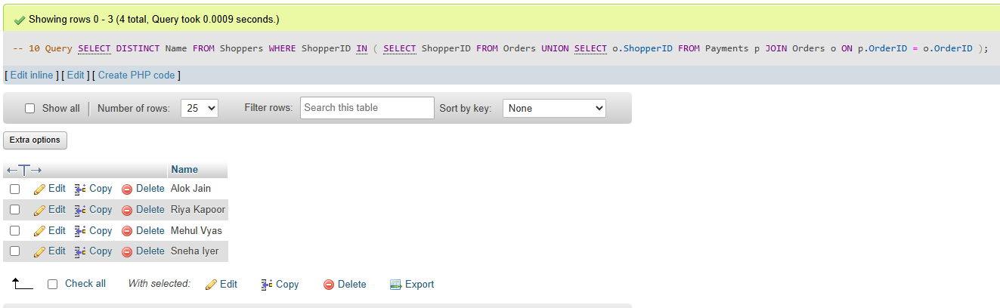 Showing rows 0 - 3 (4 total, Query took 0.0009 seconds.)
-- 10 Query SELECT DISTINCT Name FROM Shoppers WHERE ShopperID IN ( SELECT ShopperID FROM Orders UNION SELECT o.ShopperID FROM Payments p JOIN Orders o ON p.OrderID = o.OrderID );
[ Edit inline ] [ Edit ] [ Create PHP code ]
Show all Number of rows: 25 Filter rows: Search this table Sort by key: None
Extra options
Name
Edit Copy Delete Alok Jain
Edit Copy Delete Riya Kapoor
Edit Copy Delete Mehul Vyas
Edit Copy Delete Sneha Iyer
Check all With selected: Edit Copy Delete Export